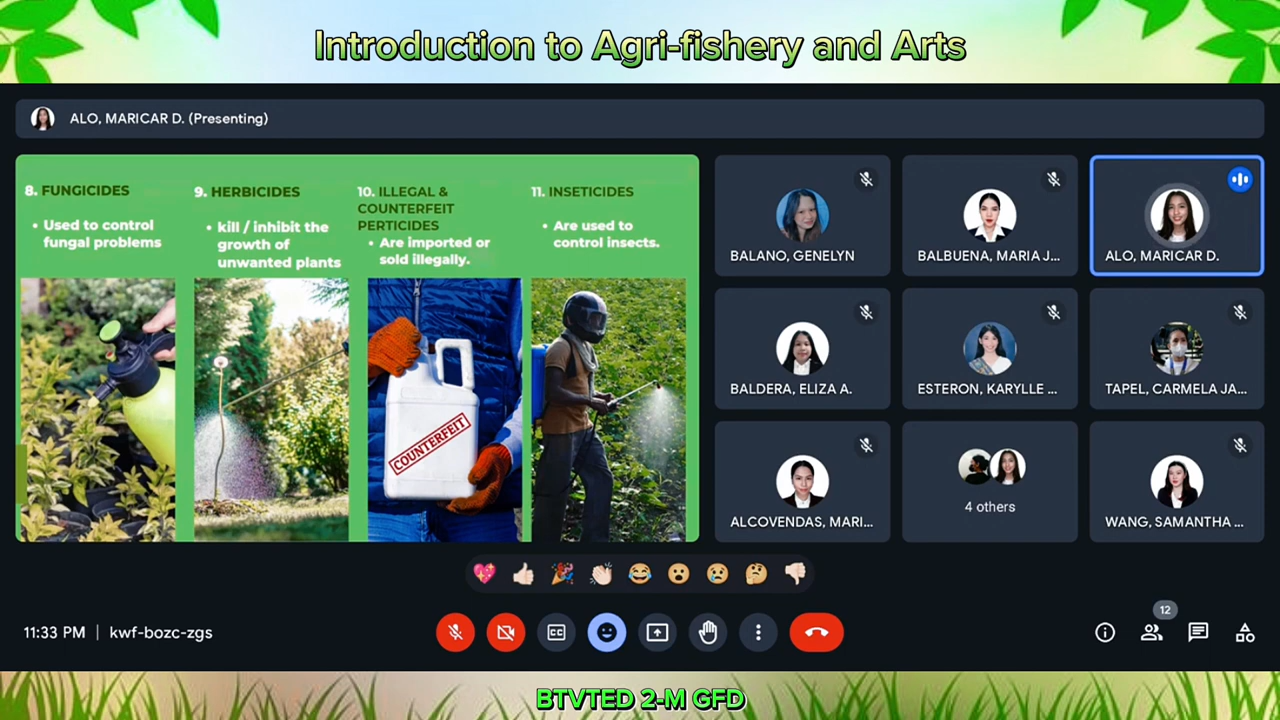 Introduction to Agri-fishery and Arts
ALO, MARICAR D. (Presenting)
8. FUNGICIDES
• Used to control
fungal problems
9. HERBICIDES
• kill / inhibit the
growth of
unwanted plants
10. ILLEGAL &
COUNTERFEIT
PERTICIDES
• Are imported or
sold illegally.
COUNTERFEIT
11. INSETICIDES
• Are used to
control insects.
BALANO, GENELYN
BALBUENA, MARIA J...
ALO, MARICAR D.
BALDERA, ELIZA A.
ESTERON, KARYLLE ...
TAPEL, CARMELA JA...
ALCOVENDAS, MARI...
4 others
WANG, SAMANTHA ...
11:33 PM | kwf-bozc-zgs
CC
12
BTVTED 2-M GFD